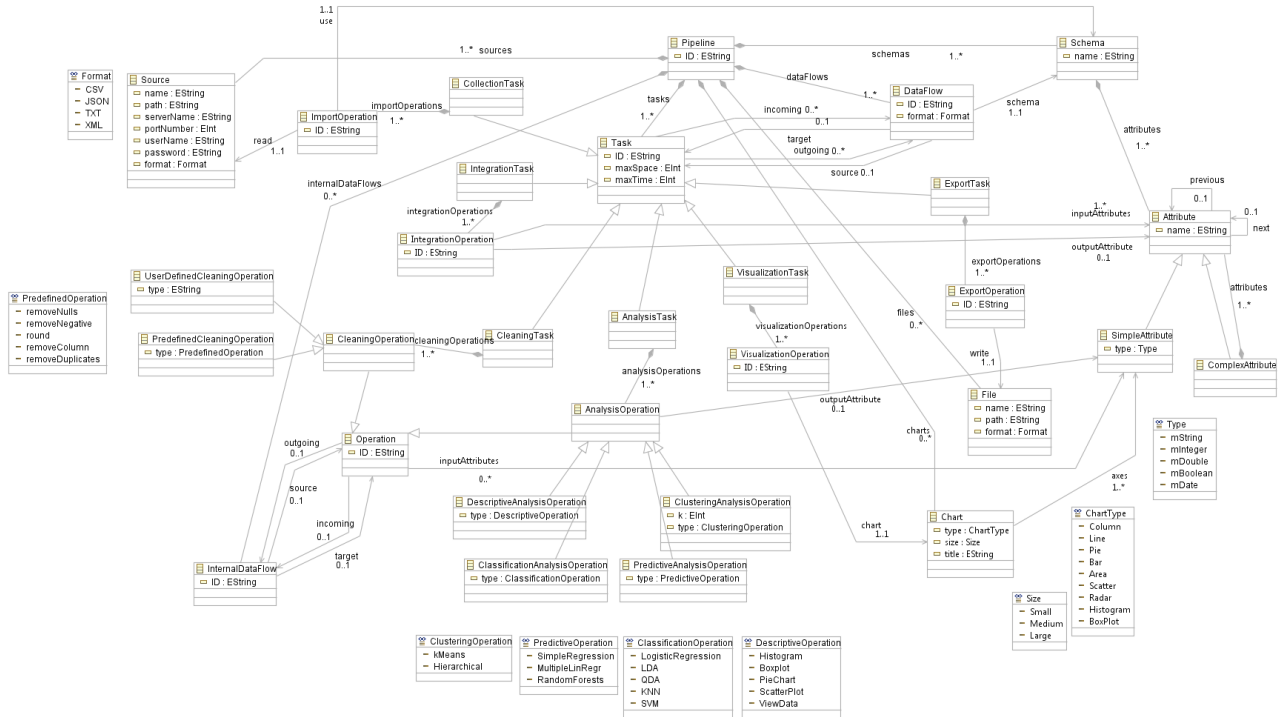 1..1
use
Pipeline
ID : EString
1..* sources
schemas
1..*
Schema
name : EString
Format
CSV
JSON
TXT
XML
Source
name : EString
path : EString
serverName : EString
portNumber : EInt
userName : EString
password : EString
format : Format
CollectionTask
importOperations
1..*
ImportOperation
ID : EString
read
1..1
dataFlows
1..*
tasks
1..*
DataFlow
ID : EString
format : Format
incoming 0..*
0..1
target
outgoing 0..*
source 0..1
schema
1..1
attributes
1..*
Task
ID : EString
maxSpace : EInt
maxTime : EInt
internalDataFlows
0..*
IntegrationTask
integrationOperations
1..*
IntegrationOperation
ID : EString
ExportTask
previous
0..1
1..*
inputAttributes
outputAttribute
0..1
Attribute
name : EString
0..1
next
exportOperations
1..*
ExportOperation
ID : EString
attributes
1..*
UserDefinedCleaningOperation
type : EString
VisualizationTask
PredefinedOperation
removeNulls
removeNegative
round
removeColumn
removeDuplicates
PredefinedCleaningOperation
type : PredefinedOperation
CleaningOperation
cleaningOperations
1..*
CleaningTask
AnalysisTask
visualizationOperations
1..*
VisualizationOperation
ID : EString
files
0..*
write
1..1
SimpleAttribute
type : Type
ComplexAttribute
analysisOperations
1..*
outputAttribute
0..1
File
name : EString
path : EString
format : Format
AnalysisOperation
charts
0..*
Type
mString
mInteger
mDouble
mBoolean
mDate
Operation
ID : EString
outgoing
0..1
source
0..1
incoming
0..1
target
0..1
inputAttributes
0..*
axes
1..*
DescriptiveAnalysisOperation
type : DescriptiveOperation
ClusteringAnalysisOperation
k : EInt
type : ClusteringOperation
Chart
type : ChartType
size : Size
title : EString
chart
1..1
ChartType
Column
Line
Pie
Bar
Area
Scatter
Radar
Histogram
BoxPlot
InternalDataFlow
ID : EString
ClassificationAnalysisOperation
type : ClassificationOperation
PredictiveAnalysisOperation
type : PredictiveOperation
Size
Small
Medium
Large
ClusteringOperation
kMeans
Hierarchical
PredictiveOperation
SimpleRegression
MultipleLinRegr
RandomForests
ClassificationOperation
LogisticRegression
LDA
QDA
KNN
SVM
DescriptiveOperation
Histogram
Boxplot
PieChart
ScatterPlot
ViewData